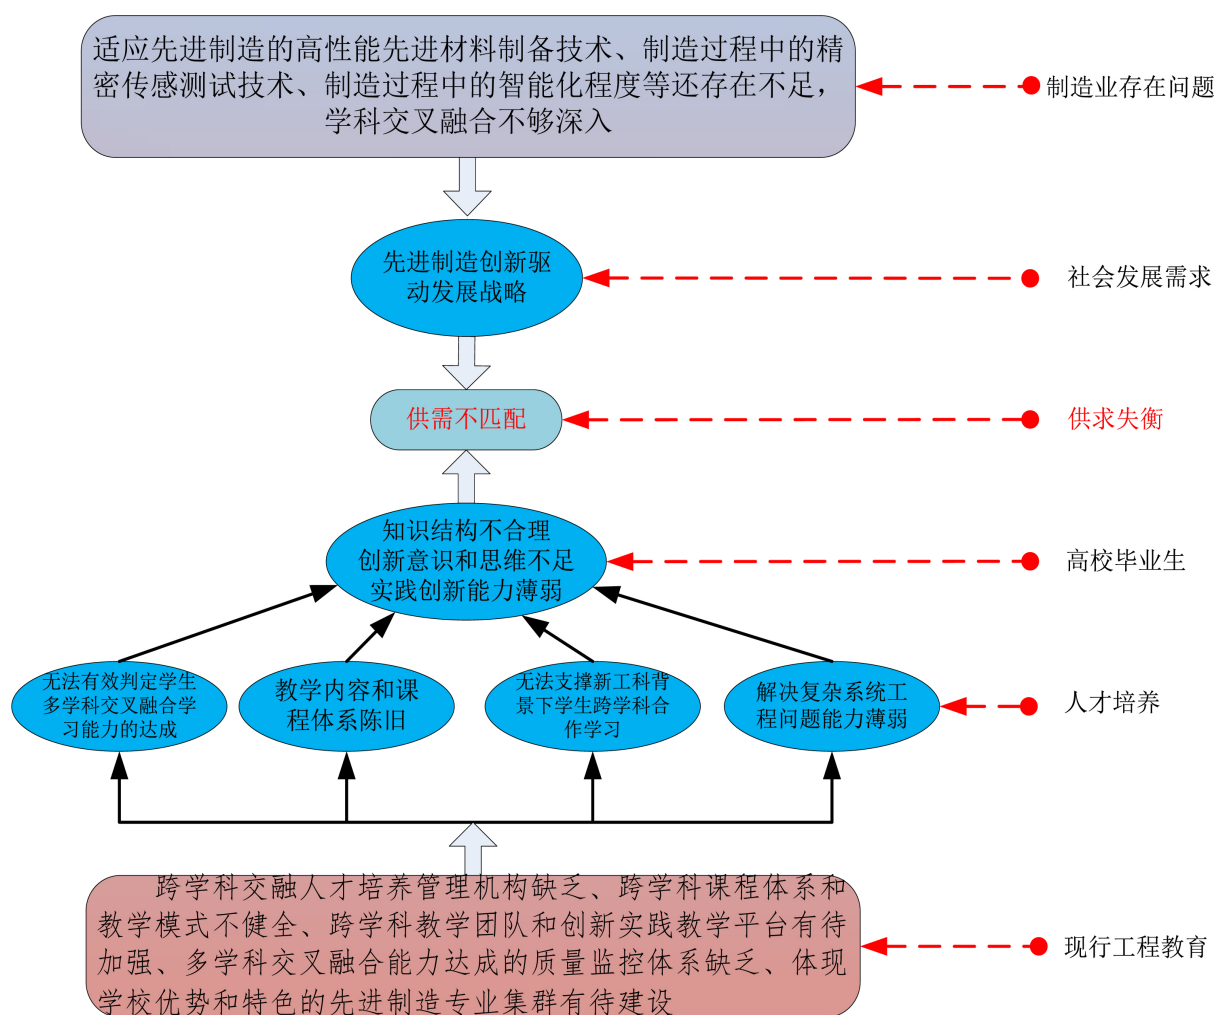 适应先进制造的高性能先进材料制备技术、制造过程中的精
密传感测试技术、制造过程中的智能化程度等还存在不足，
学科交叉融合不够深入
制造业存在问题
先进制造创新驱
动发展战略
社会发展需求
供需不匹配
供求失衡
知识结构不合理
创新意识和思维不足
实践创新能力薄弱
高校毕业生
无法有效判定学生
多学科交叉融合学
习能力的达成
教学内容和课
程体系陈旧
无法支撑新工科背
景下学生跨学科合
作学习
解决复杂系统工
程问题能力薄弱
人才培养
跨学科交融人才培养管理机构缺乏、跨学科课程体系和
教学模式不健全、跨学科教学团队和创新实践教学平台有待
加强、多学科交叉融合能力达成的质量监控体系缺乏、体现
学校优势和特色的先进制造专业集群有待建设
现行工程教育